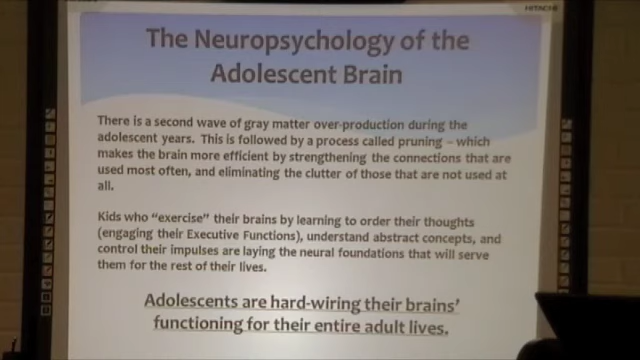 HITACHI
The Neuropsychology of the
Adolescent Brain
There is a second wave of gray matter over-production during the
adolescent years. This is followed by a process called pruning – which
makes the brain more efficient by strengthening the connections that are
used most often, and eliminating the clutter of those that are not used at
all.
Kids who “exercise” their brains by learning to order their thoughts
(engaging their Executive Functions), understand abstract concepts, and
control their impulses are laying the neural foundations that will serve
them for the rest of their lives.
Adolescents are hard-wiring their brains’
functioning for their entire adult lives.